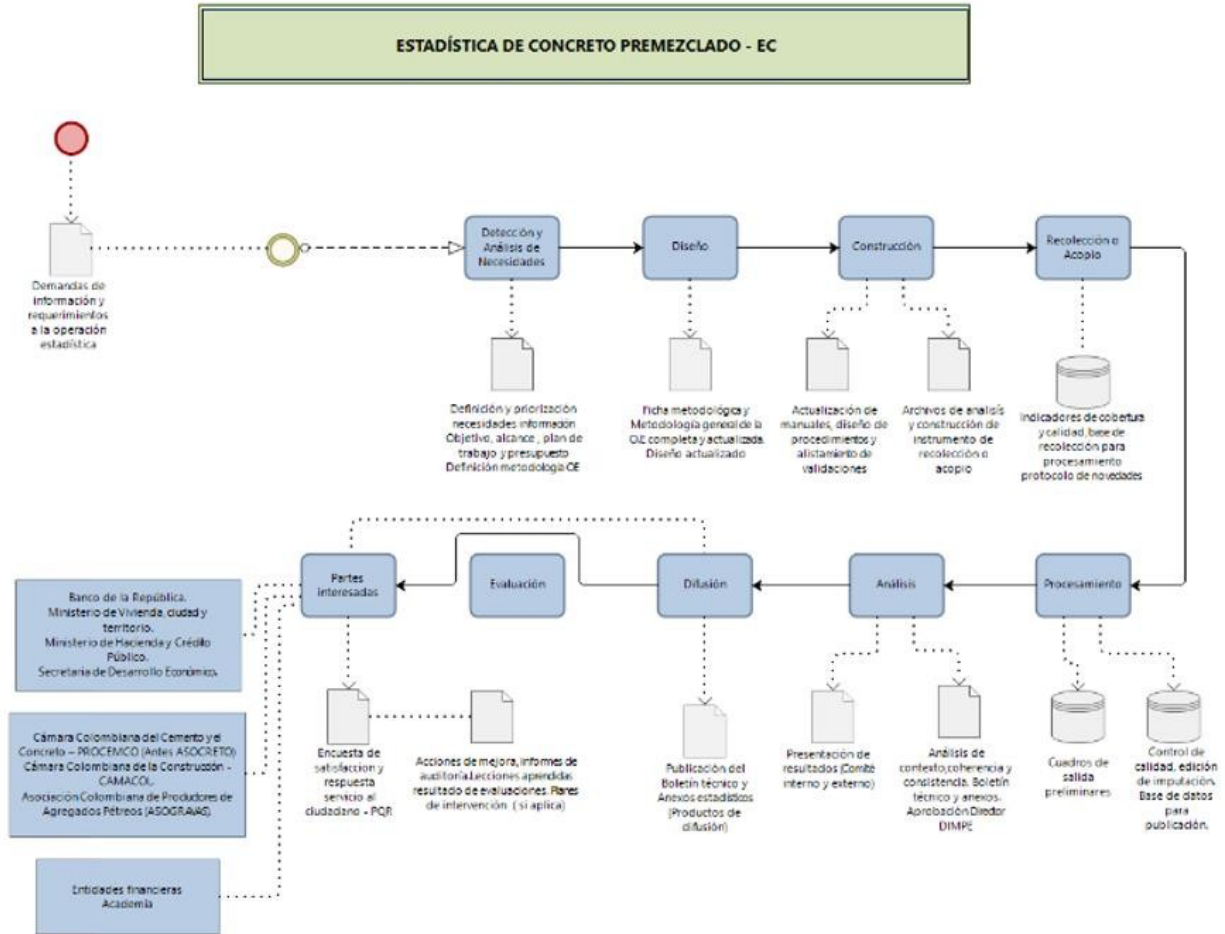 ESTADÍSTICA DE CONCRETO PREMEZCLADO - EC
Demandas de
información y
requerimientos
a la operación
estadística
Detección y
Análisis de
Necesidades
Diseño
Construcción
Recolección o
Acopio
Definición y priorización
necesidades información
Objetivo, alcance , plan de
trabajo y presupuesto
Definición metodología OE
Ficha metodológica y
Metodología general de la
O.E completa y actualizada.
Diseño actualizado
Actualización de
manuales, diseño de
procedimientos y
alistamiento de
validaciones
Archivos de analisis
y construcción de
instrumento de
recolección o
acopio
Indicadores de cobertura
y calidad, base de
recolección para
procesamiento
protocolo de novedades
Partes
interesadas
Evaluación
Difusión
Análisis
Procesamiento
Banco de la República.
Ministerio de Vivienda, ciudad y
territorio.
Ministerio de Hacienda y Crédito
Público.
Secretaria de Desarrollo Económico.
Cámara Colombiana del Cemento y el
Concreto – PROCEMCO (Antes ASOCRETO)
Cámara Colombiana de la Construcción -
CAMACOL.
Asociación Colombiana de Productores de
Agregados Pétreos (ASOGRAVAS).
Entidades financieras
Academia
Encuesta de
satisfaccion y
respuesta
servicio al
ciudadano - PQR
Acciones de mejora, informes de
auditoría.Lecciones aprendidas
resultado de evaluaciones. Planes
de intervención ( si aplica)
Publicación del
Boletín técnico y
Anexos estadísticos
(Productos de
difusión)
Presentación de
resultados (Comité
interno y externo)
Análisis de
contexto,coherencia y
consistencia. Boletín
técnico y anexos.
Aprobación Director
DIMPE
Cuadros de
salida
preliminares
Control de
calidad, edición
de imputación.
Base de datos
para
publicación.